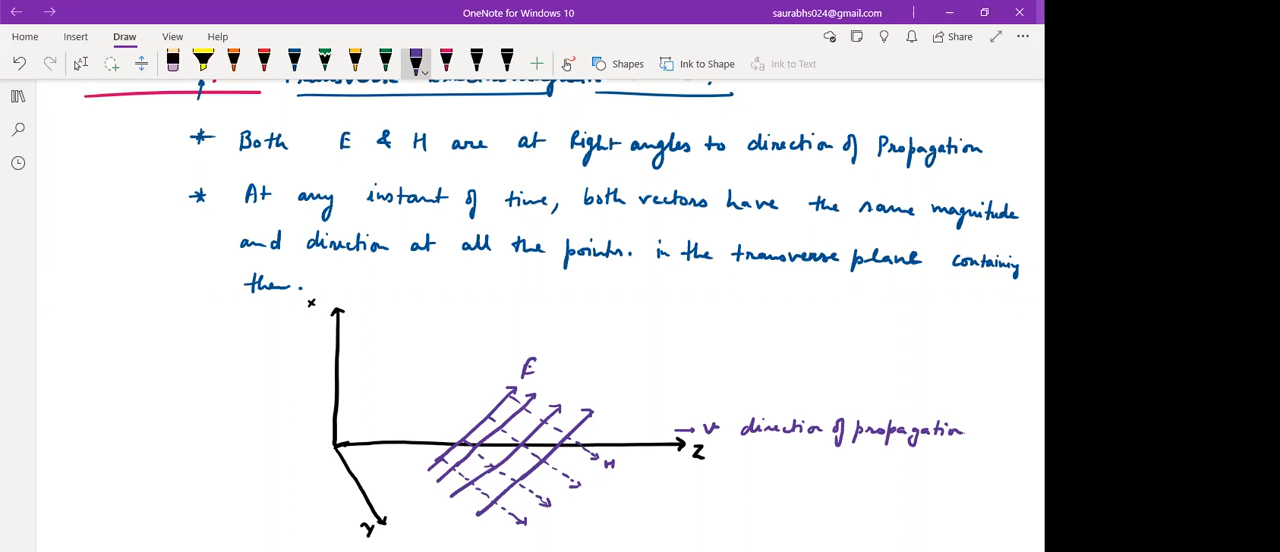 OneNote for Windows 10
saurabhs024@gmail.com
Home Insert Draw View Help
Share
Shapes Ink to Shape Ink to Text
* Both E & H are at Right angles to direction of Propagation
* At any instant of time, both vectors have the same magnitude
and direction at all the points. in the transverse plane containing
them.
x
E
→ v direction of propagation
z
H
y